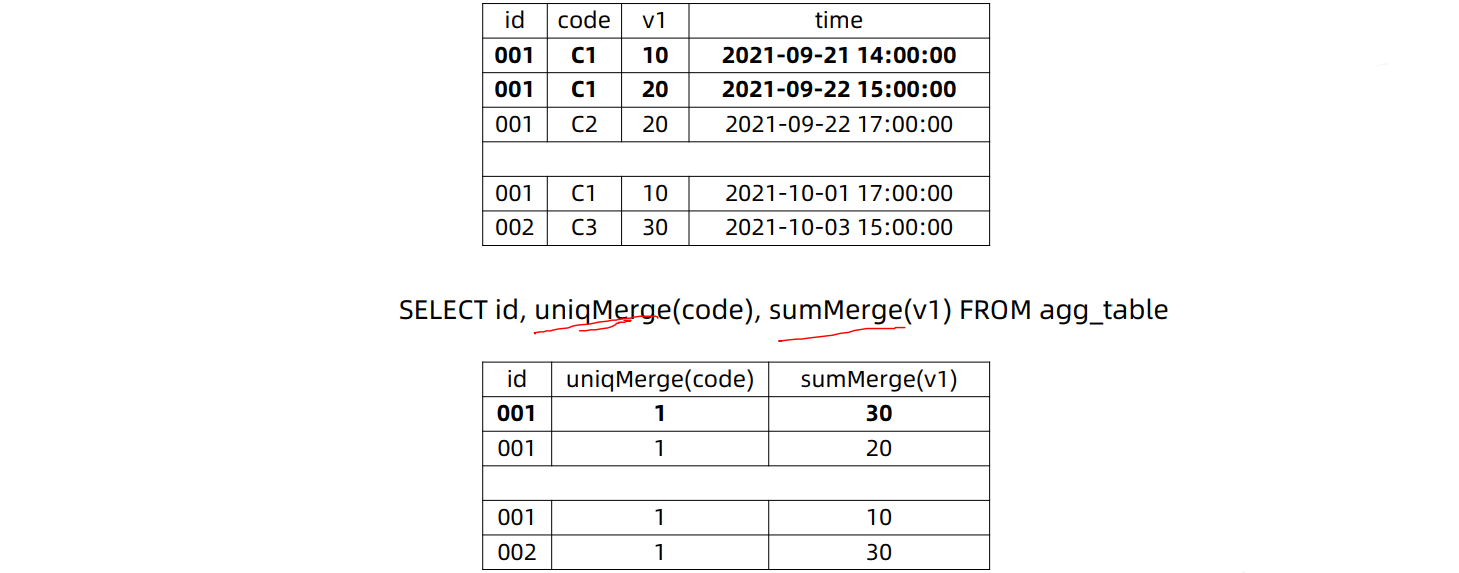 id code v1 time
001 C1 10 2021-09-21 14:00:00
001 C1 20 2021-09-22 15:00:00
001 C2 20 2021-09-22 17:00:00
001 C1 10 2021-10-01 17:00:00
002 C3 30 2021-10-03 15:00:00
SELECT id, uniqMerge(code), sumMerge(v1) FROM agg_table
id uniqMerge(code) sumMerge(v1)
001 1 30
001 1 20
001 1 10
002 1 30